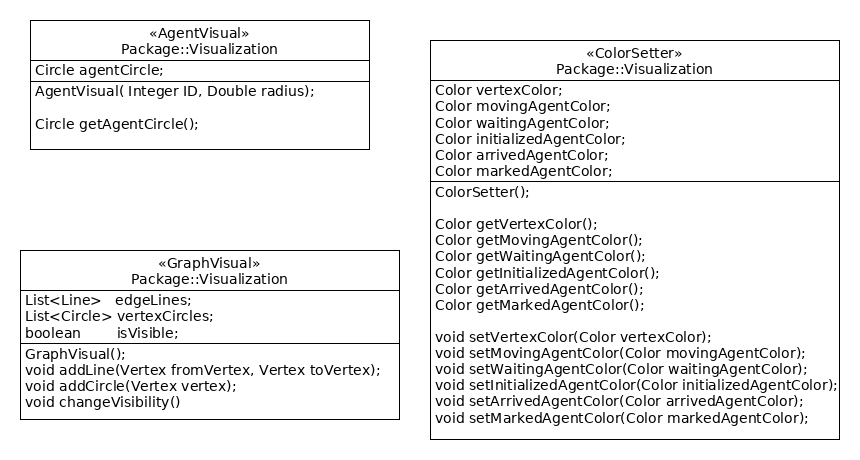 «AgentVisual»
Package::Visualization
Circle agentCircle;
AgentVisual( Integer ID, Double radius);
Circle getAgentCircle();
«GraphVisual»
Package::Visualization
List<Line> edgeLines;
List<Circle> vertexCircles;
boolean isVisible;
GraphVisual();
void addLine(Vertex fromVertex, Vertex toVertex);
void addCircle(Vertex vertex);
void changeVisibility()
«ColorSetter»
Package::Visualization
Color vertexColor;
Color movingAgentColor;
Color waitingAgentColor;
Color initializedAgentColor;
Color arrivedAgentColor;
Color markedAgentColor;
ColorSetter();
Color getVertexColor();
Color getMovingAgentColor();
Color getWaitingAgentColor();
Color getInitializedAgentColor();
Color getArrivedAgentColor();
Color getMarkedAgentColor();
void setVertexColor(Color vertexColor);
void setMovingAgentColor(Color movingAgentColor);
void setWaitingAgentColor(Color waitingAgentColor);
void setInitializedAgentColor(Color initializedAgentColor);
void setArrivedAgentColor(Color arrivedAgentColor);
void setMarkedAgentColor(Color markedAgentColor);